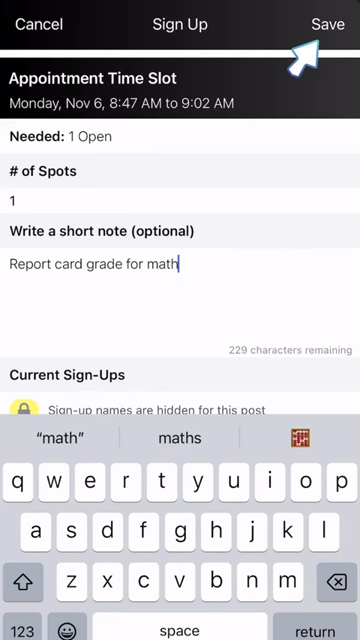 Cancel Sign Up Save
Appointment Time Slot
Monday, Nov 6, 8:47 AM to 9:02 AM
Needed: 1 Open
# of Spots
1
Write a short note (optional)
Report card grade for math
229 characters remaining
Current Sign-Ups
Sign-up names are hidden for this post
“math” maths
q w e r t y u i o p
a s d f g h j k l
z x c v b n m
123 space return